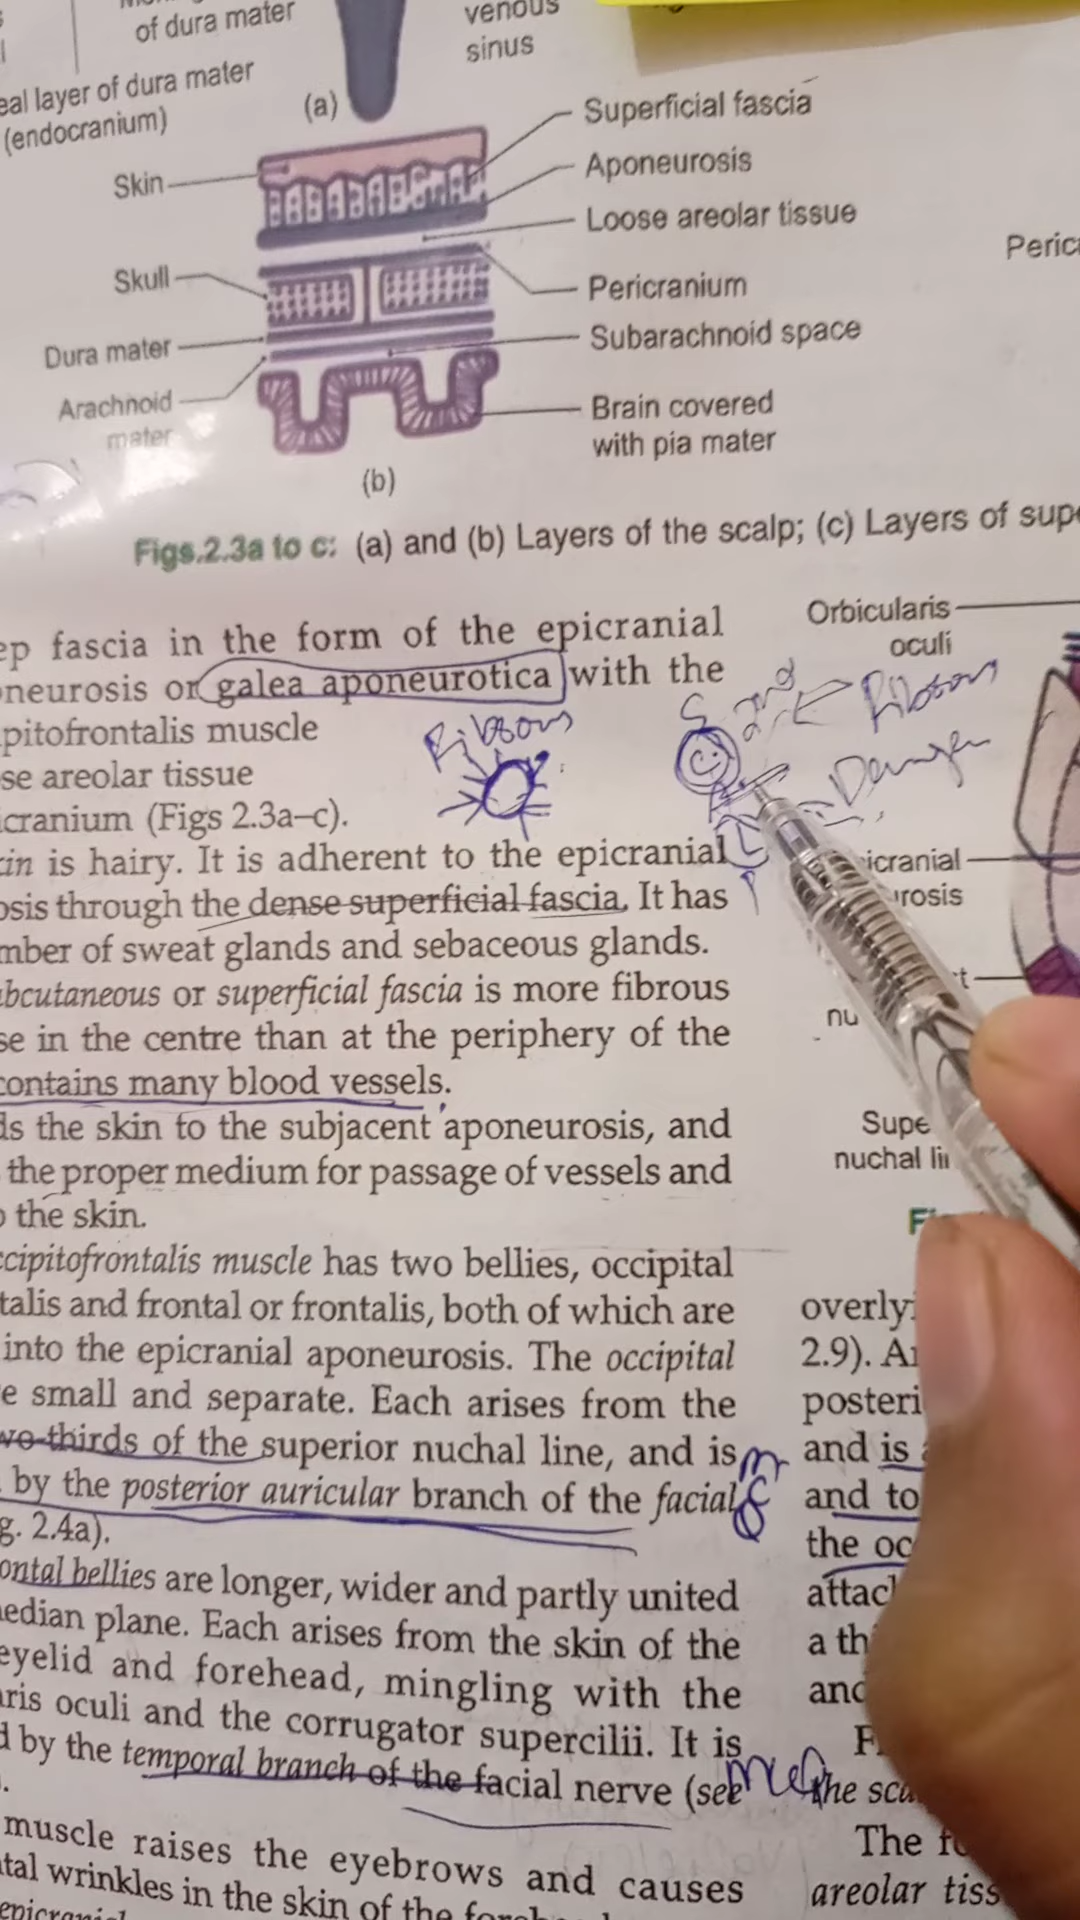 of dura mater
venous
sinus
eal layer of dura mater
(endocranium)
(a)
Superficial fascia
Skin
Aponeurosis
Loose areolar tissue
Skull
Pericranium
Dura mater
Subarachnoid space
Arachnoid
mater
Brain covered
with pia mater
(b)
Figs.2.3a to c: (a) and (b) Layers of the scalp; (c) Layers of
ep fascia in the form of the epicranial
oneurosis or galea aponeurotica with the
pitofrontalis muscle
se areolar tissue
icranium (Figs 2.3a–c).
kin is hairy. It is adherent to the epicranial
osis through the dense superficial fascia. It has
mber of sweat glands and sebaceous glands.
bcutaneous or superficial fascia is more fibrous
se in the centre than at the periphery of the
contains many blood vessels.
ds the skin to the subjacent aponeurosis, and
the proper medium for passage of vessels and
o the skin.
ccipitofrontalis muscle has two bellies, occipital
talis and frontal or frontalis, both of which are
into the epicranial aponeurosis. The occipital
e small and separate. Each arises from the
wo-thirds of the superior nuchal line, and is
by the posterior auricular branch of the facial
g. 2.4a).
ontal bellies are longer, wider and partly united
nedian plane. Each arises from the skin of the
eyelid and forehead, mingling with the
aris oculi and the corrugator supercilii. It is
d by the temporal branch of the facial nerve (see
muscle raises the eyebrows and causes
tal wrinkles in the skin of the
Ribbons
S 2nd
Danger
Peric
Orbicularis
oculi
icranial
urosis
t
nu
Supe
nuchal li
overly
2.9).
posteri
and is
and to
the oc
attac
a th
and
the sca
The
areolar tiss